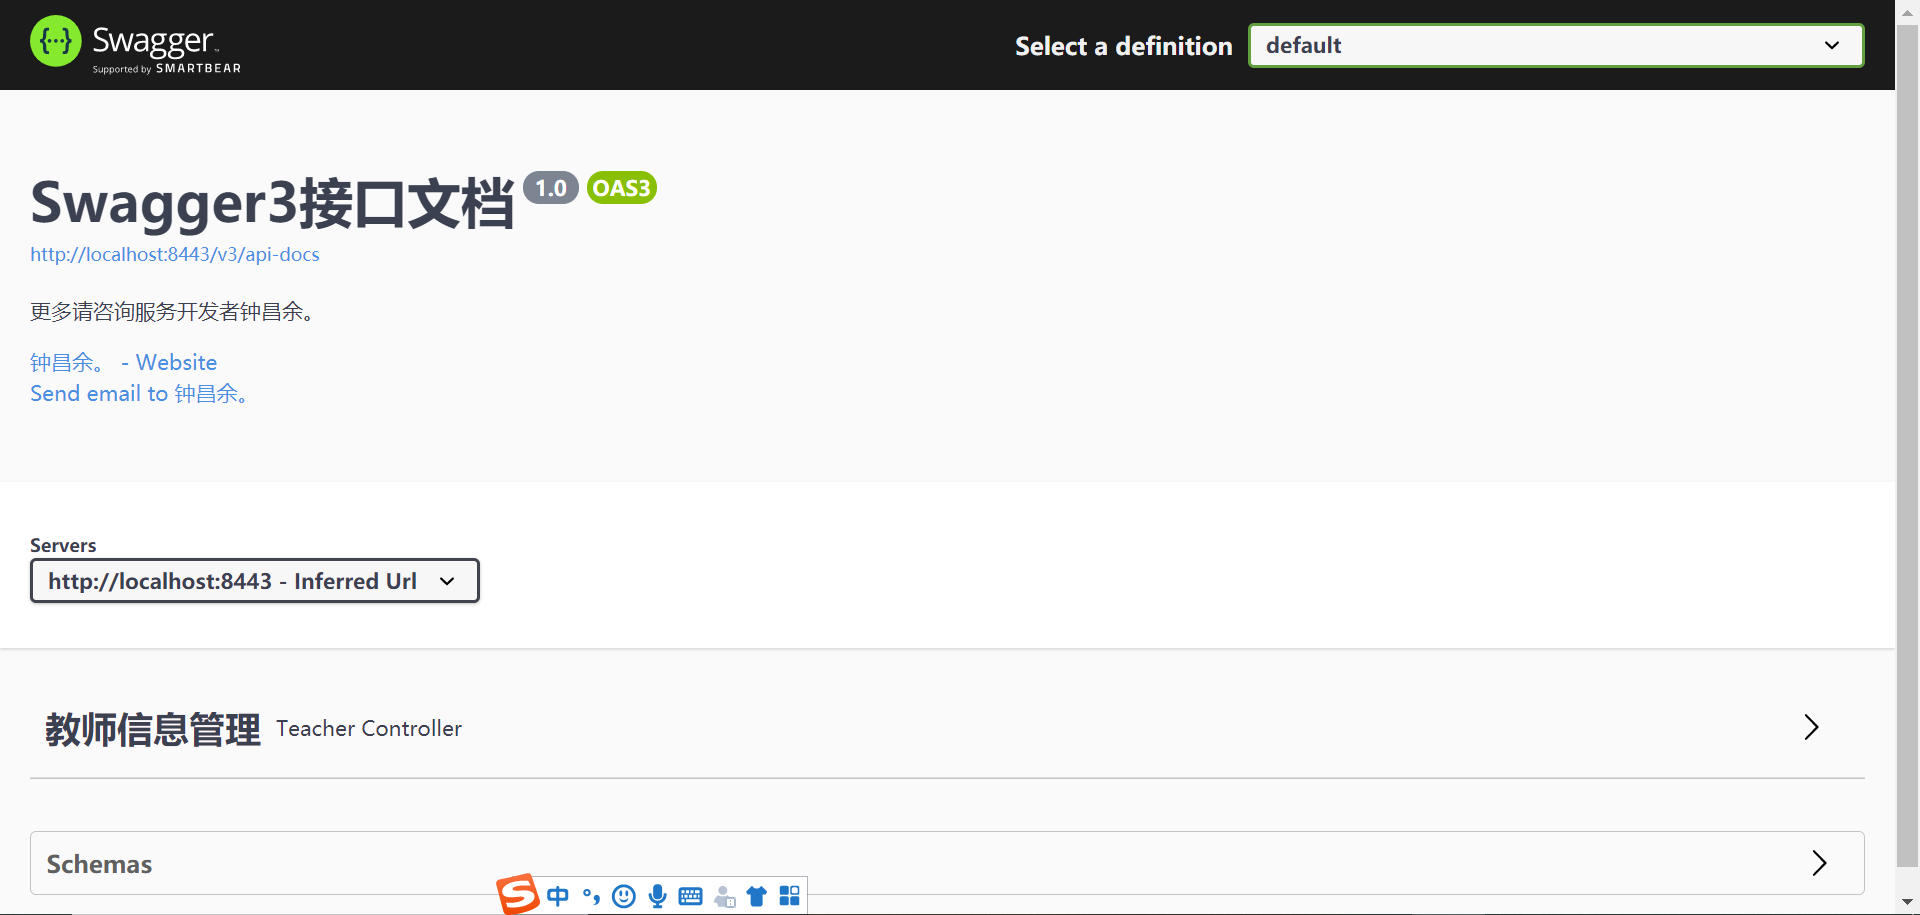 Swagger
Supported by SMARTBEAR
Select a definition
default
Swagger3接口文档 1.0 OAS3
http://localhost:8443/v3/api-docs
更多请咨询服务开发者钟昌余。
钟昌余。 - Website
Send email to 钟昌余。
Servers
http://localhost:8443 - Inferred Url
教师信息管理 Teacher Controller
Schemas
中